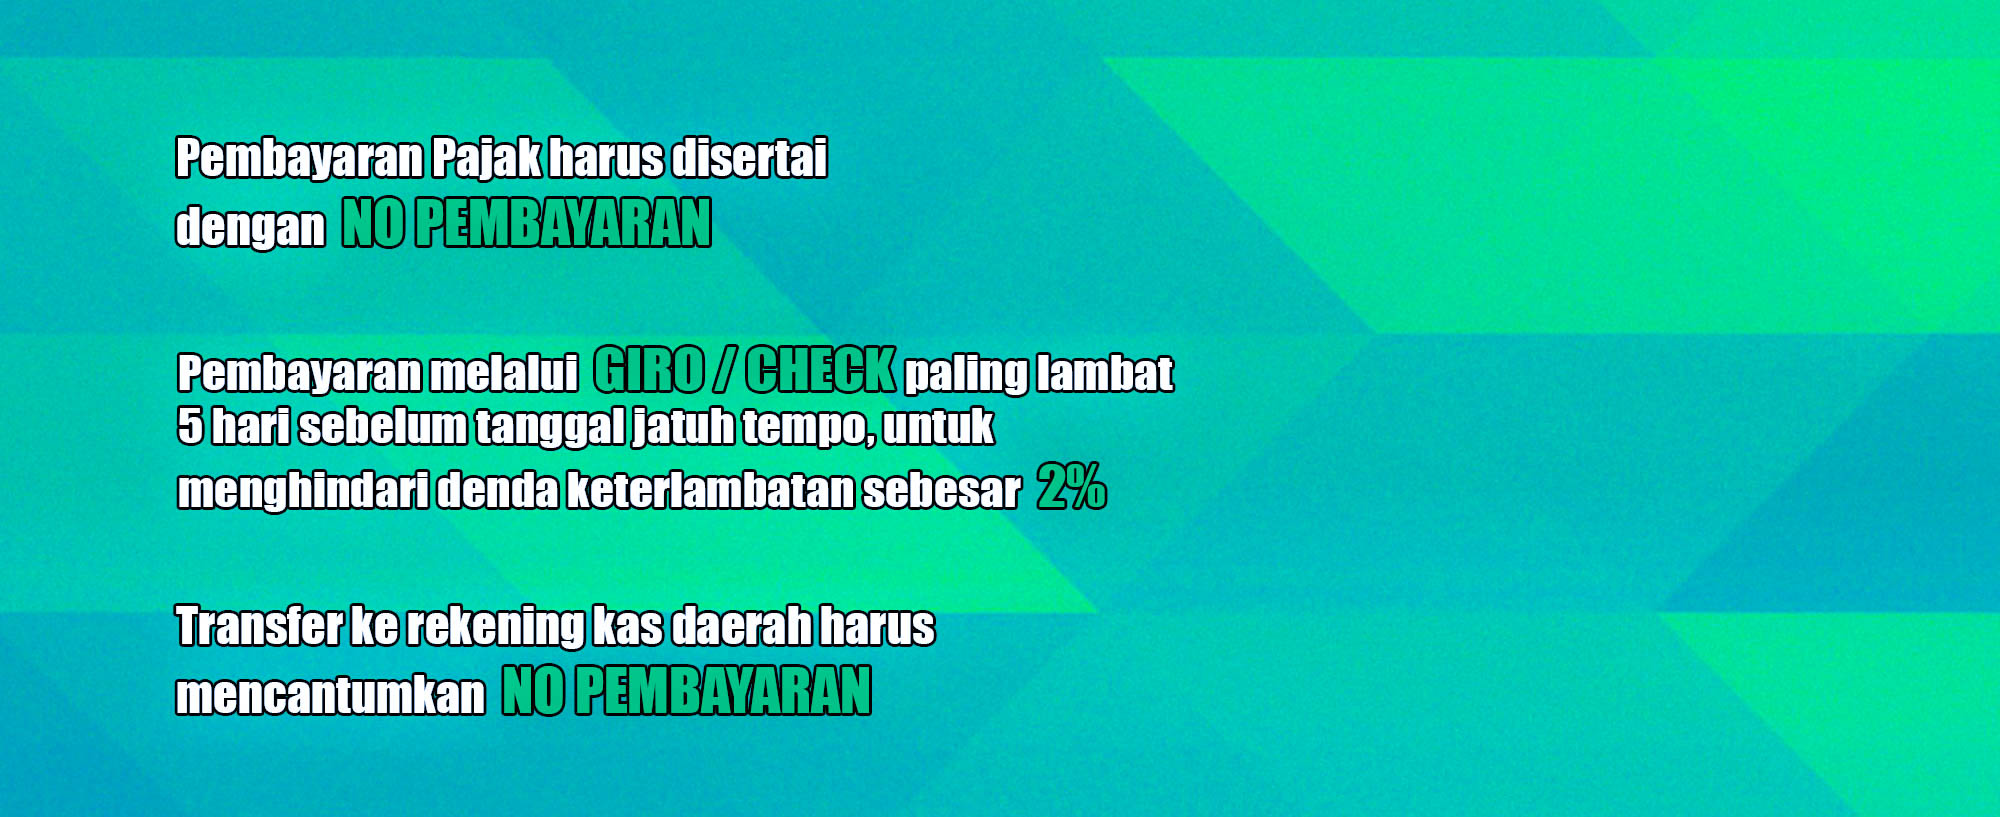 Pembayaran Pajak harus disertai
dengan NO PEMBAYARAN
Pembayaran melalui GIRO / CHECK paling lambat
5 hari sebelum tanggal jatuh tempo, untuk
menghindari denda keterlambatan sebesar 2%
Transfer ke rekening kas daerah harus
mencantumkan NO PEMBAYARAN